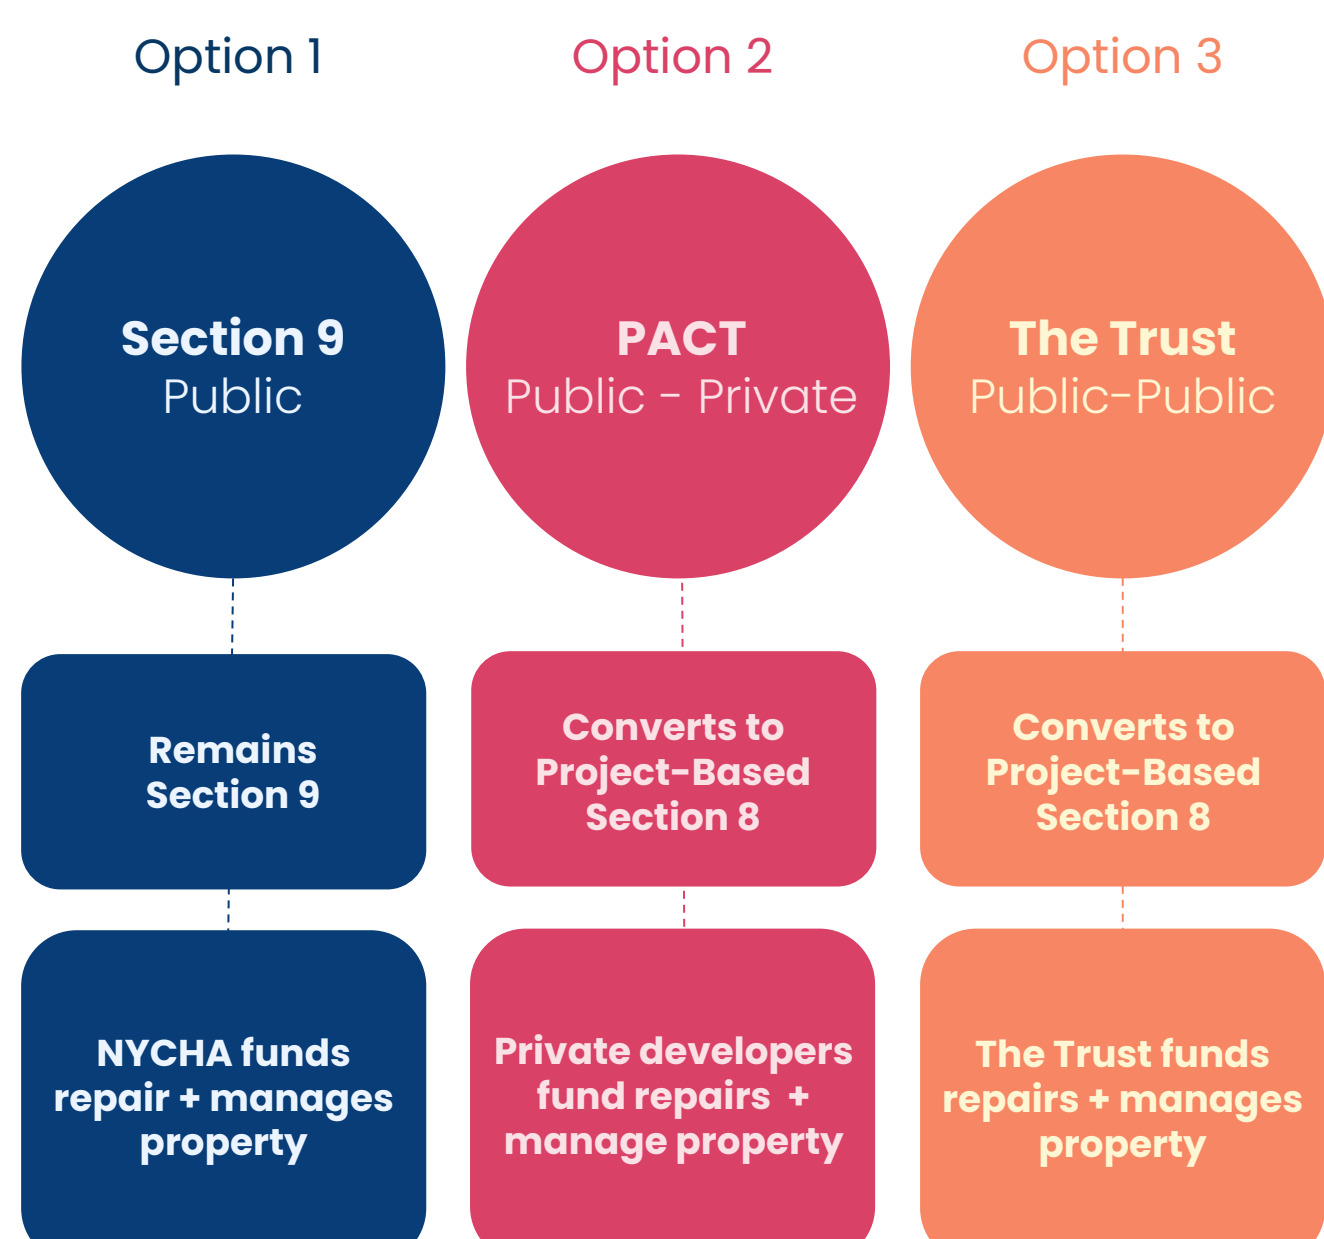 Option 1
Option 2
Option 3
Section 9
Public
PACT
Public - Private
The Trust
Public-Public
Remains
Section 9
Converts to
Project-Based
Section 8
Converts to
Project-Based
Section 8
NYCHA funds
repair + manages
property
Private developers
fund repairs +
manage property
The Trust funds
repairs + manages
property